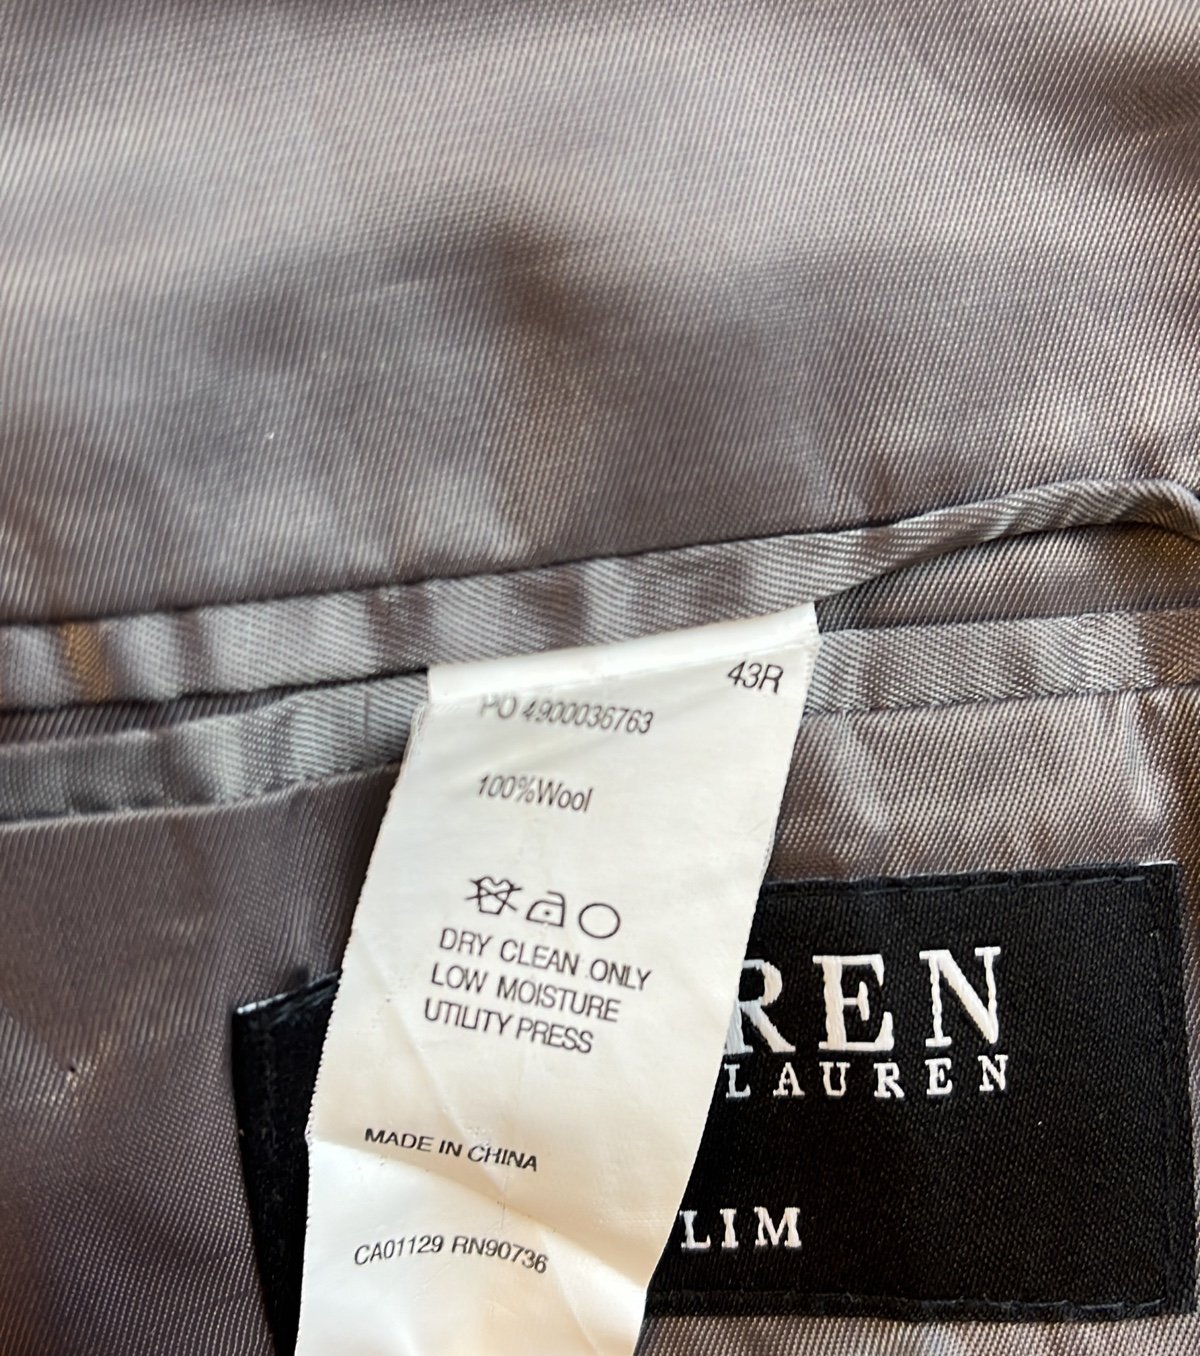 43R
PO 4900036763
100%Wool
DRY CLEAN ONLY
LOW MOISTURE
UTILITY PRESS
MADE IN CHINA
CA01129 RN90736
REN
LAUREN
LIM